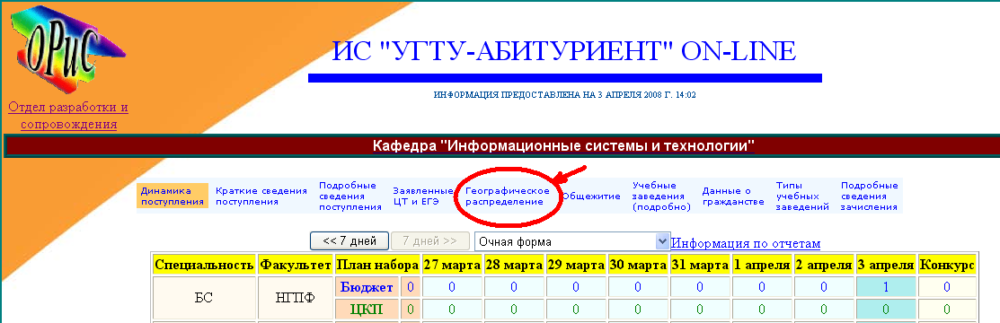 ОРиС
ИС "УГТУ-АБИТУРИЕНТ" ON-LINE
ИНФОРМАЦИЯ ПРЕДОСТАВЛЕНА НА 3 АПРЕЛЯ 2008 Г. 14:02
Отдел разработки и
сопровождения
Кафедра "Информационные системы и технологии"
Динамика
поступления
Краткие сведения
поступления
Подробные
сведения
поступления
Заявленные
ЦТ и ЕГЭ
Географическое
распределение
Общежитие
Учебные
заведения
(подробно)
Данные о
гражданстве
Типы
учебных
заведений
Подробные
сведения
зачисления
<< 7 дней 7 дней >> Очная форма Информация по отчетам
Специальность Факультет План набора 27 марта 28 марта 29 марта 30 марта 31 марта 1 апреля 2 апреля 3 апреля Конкурс
БС НГПФ
Бюджет 0 0 0 0 0 0 0 0 1 0
ЦКП 0 0 0 0 0 0 0 0 0 0